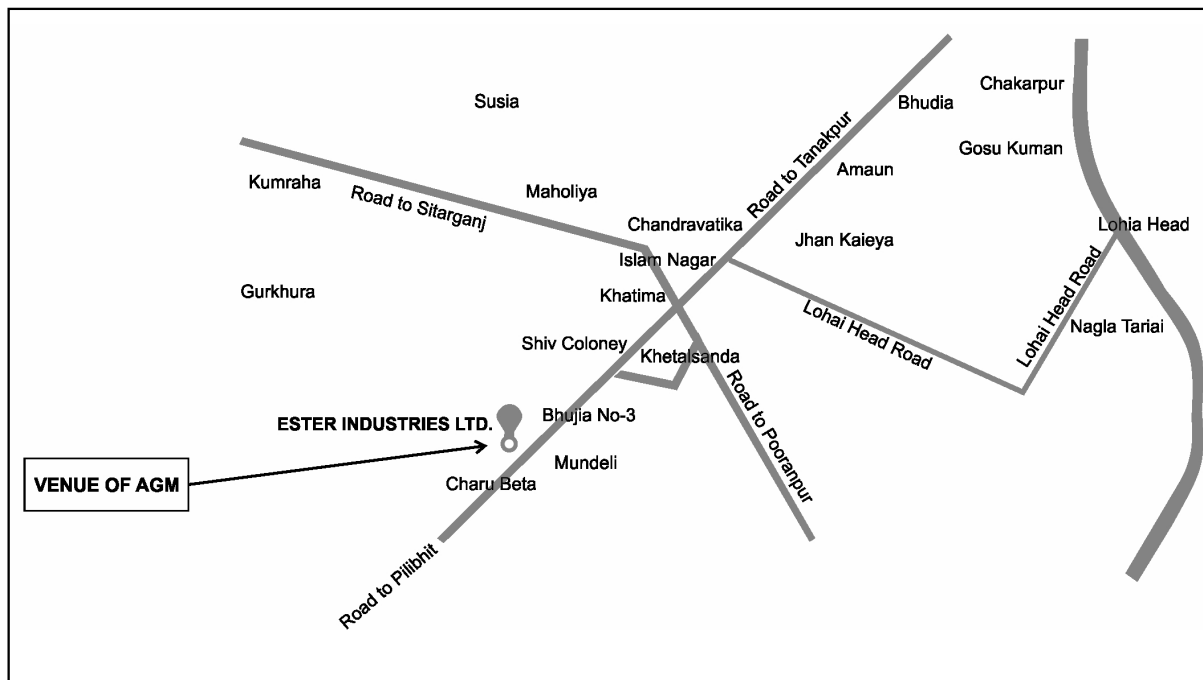 Chakarpur
Susia
Bhudia
Gosu Kuman
Road to Tanakpur
Amaun
Kumraha
Maholiya
Road to Sitarganj
Chandravatika
Lohia Head
Jhan Kaieya
Islam Nagar
Gurkhura
Khatima
Lohai Head Road
Lohai Head Road
Nagla Tariai
Shiv Coloney
Khetalsanda
Road to Pooranpur
Bhujia No-3
ESTER INDUSTRIES LTD.
Mundeli
VENUE OF AGM
Charu Beta
Road to Pilibhit